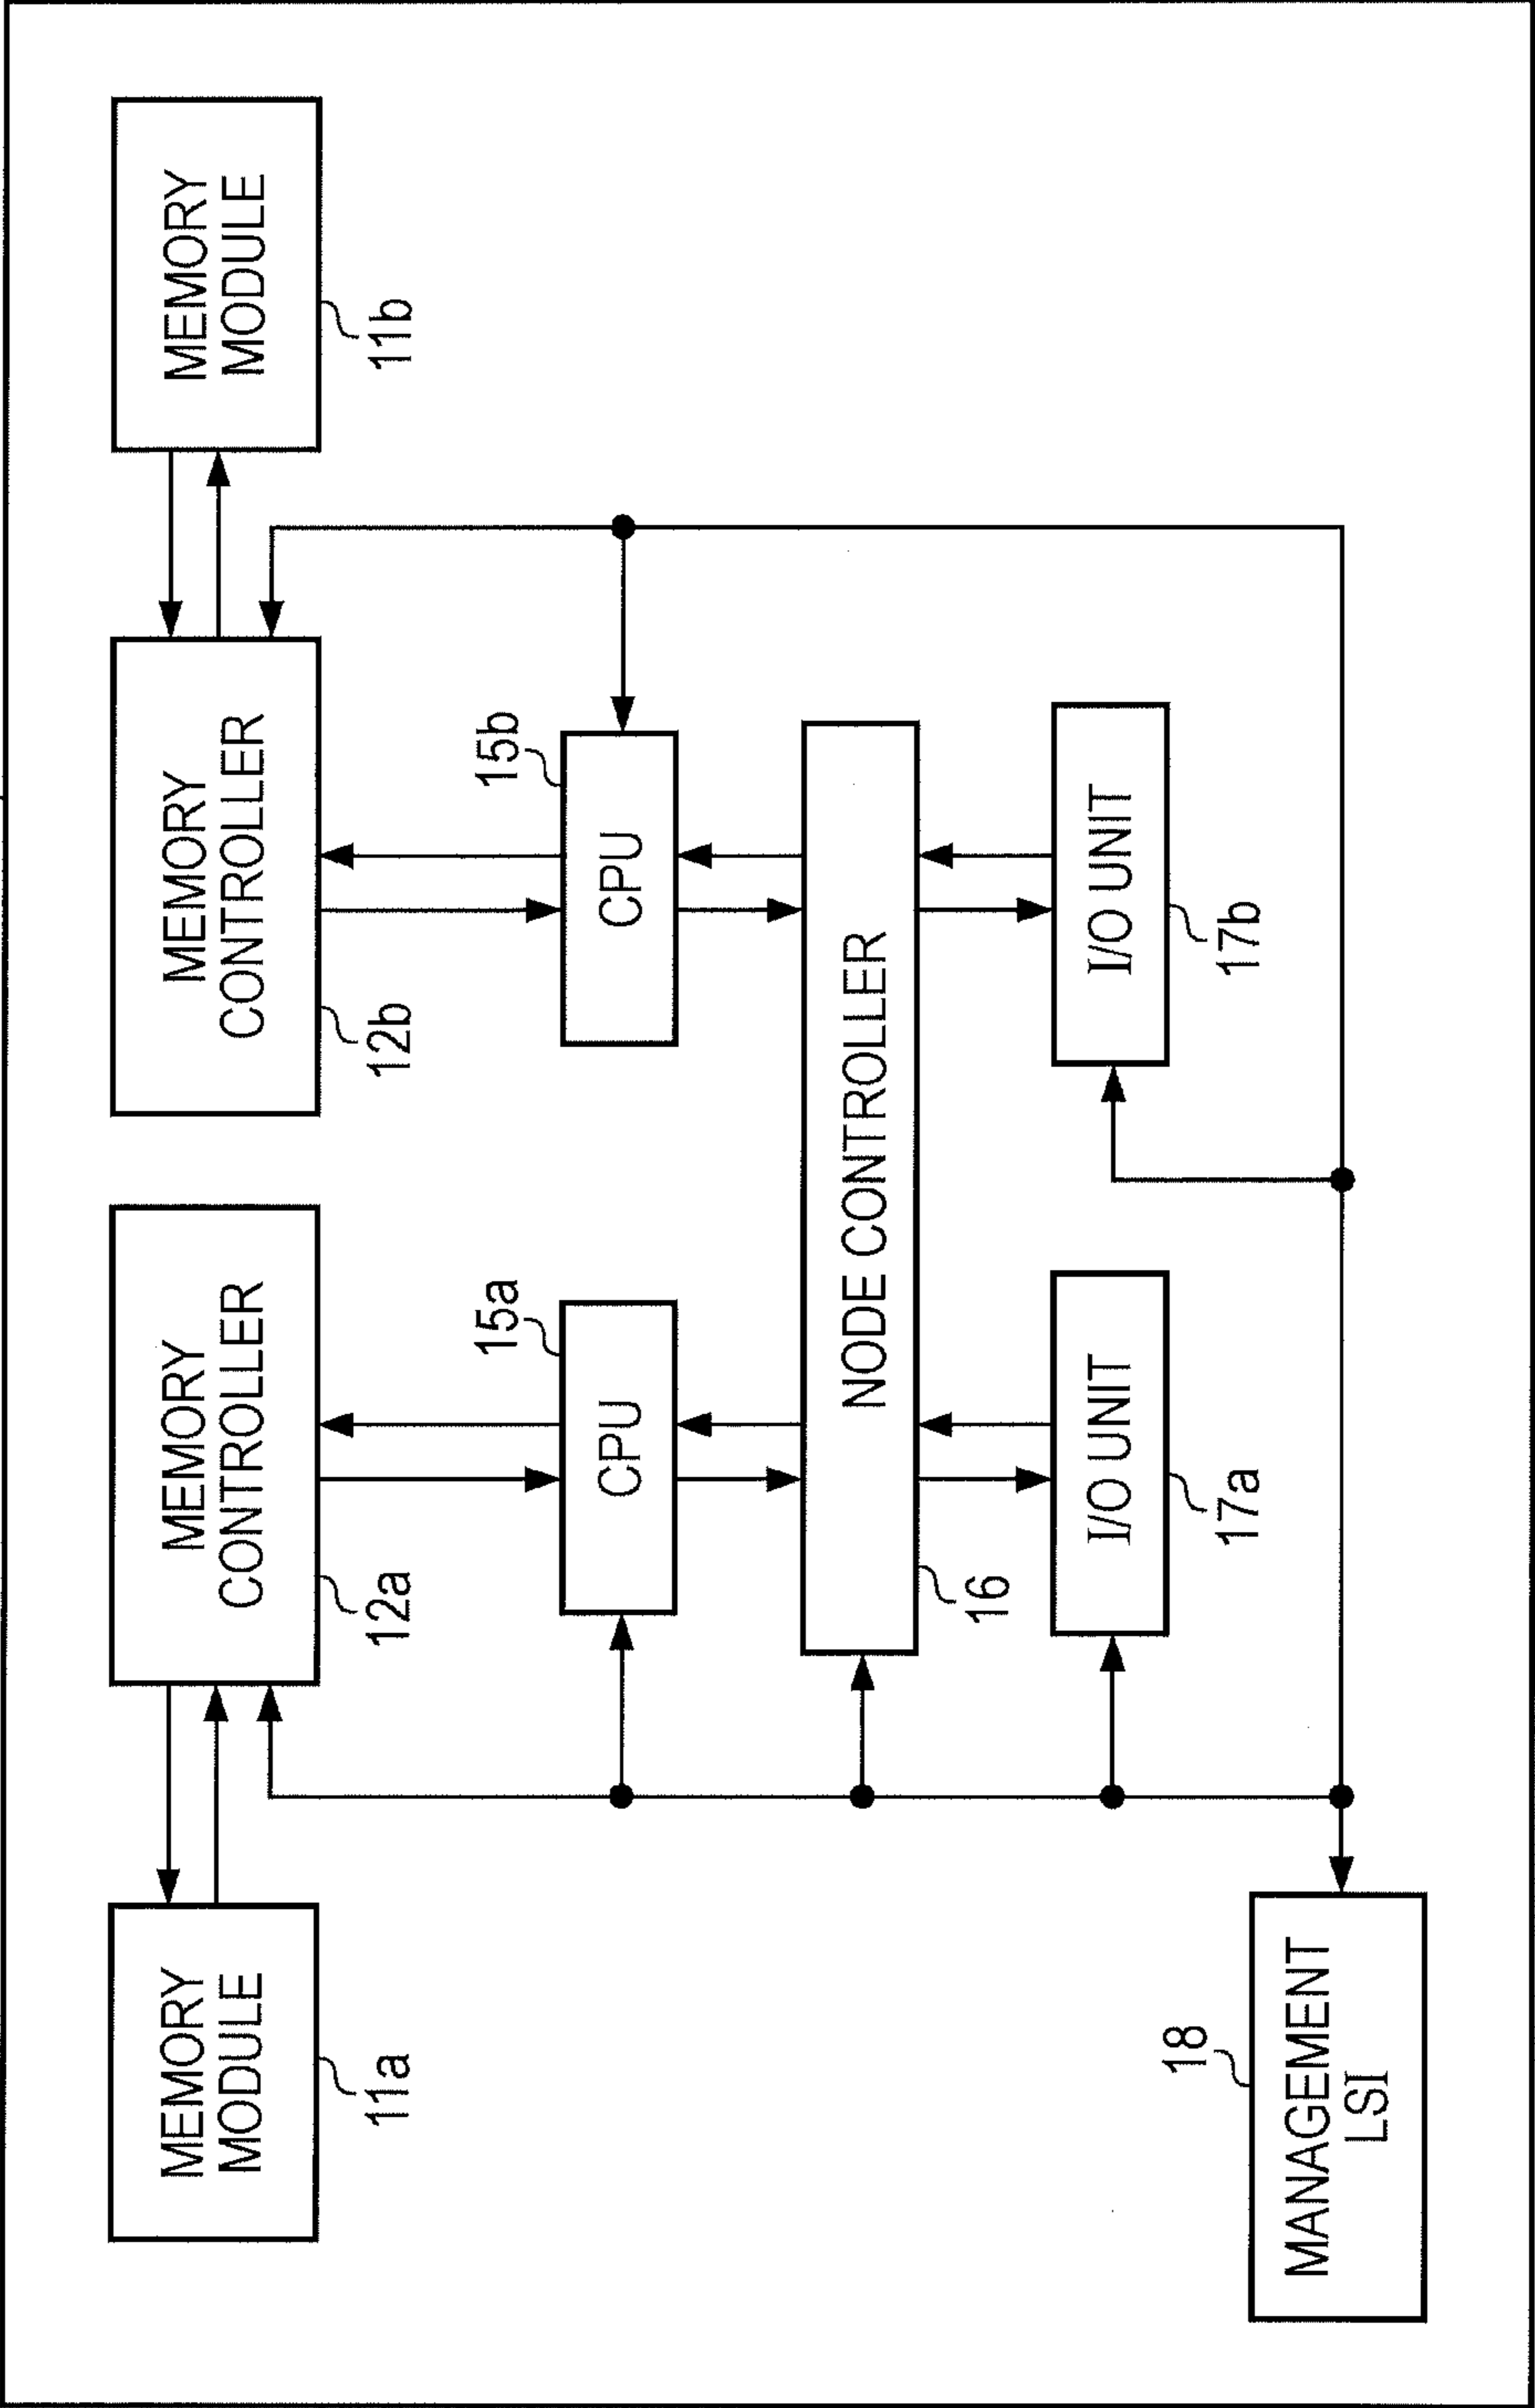 MEMORY
MODULE
11a
MEMORY
CONTROLLER
12a
MEMORY
CONTROLLER
12b
MEMORY
MODULE
11b
15a
CPU
15b
CPU
NODE CONTROLLER
16
I/O UNIT
17a
I/O UNIT
17b
18
MANAGEMENT
LSI